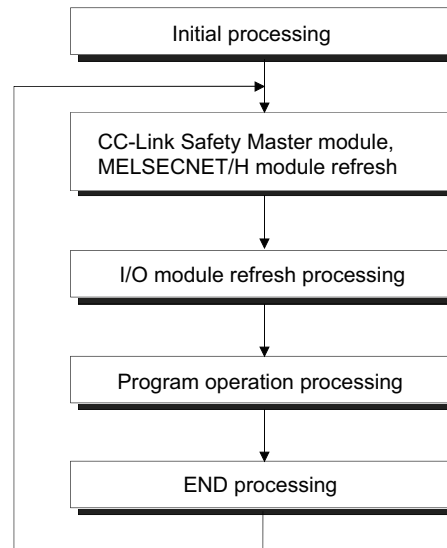 Initial processing
CC-Link Safety Master module,
MELSECNET/H module refresh
I/O module refresh processing
Program operation processing
END processing